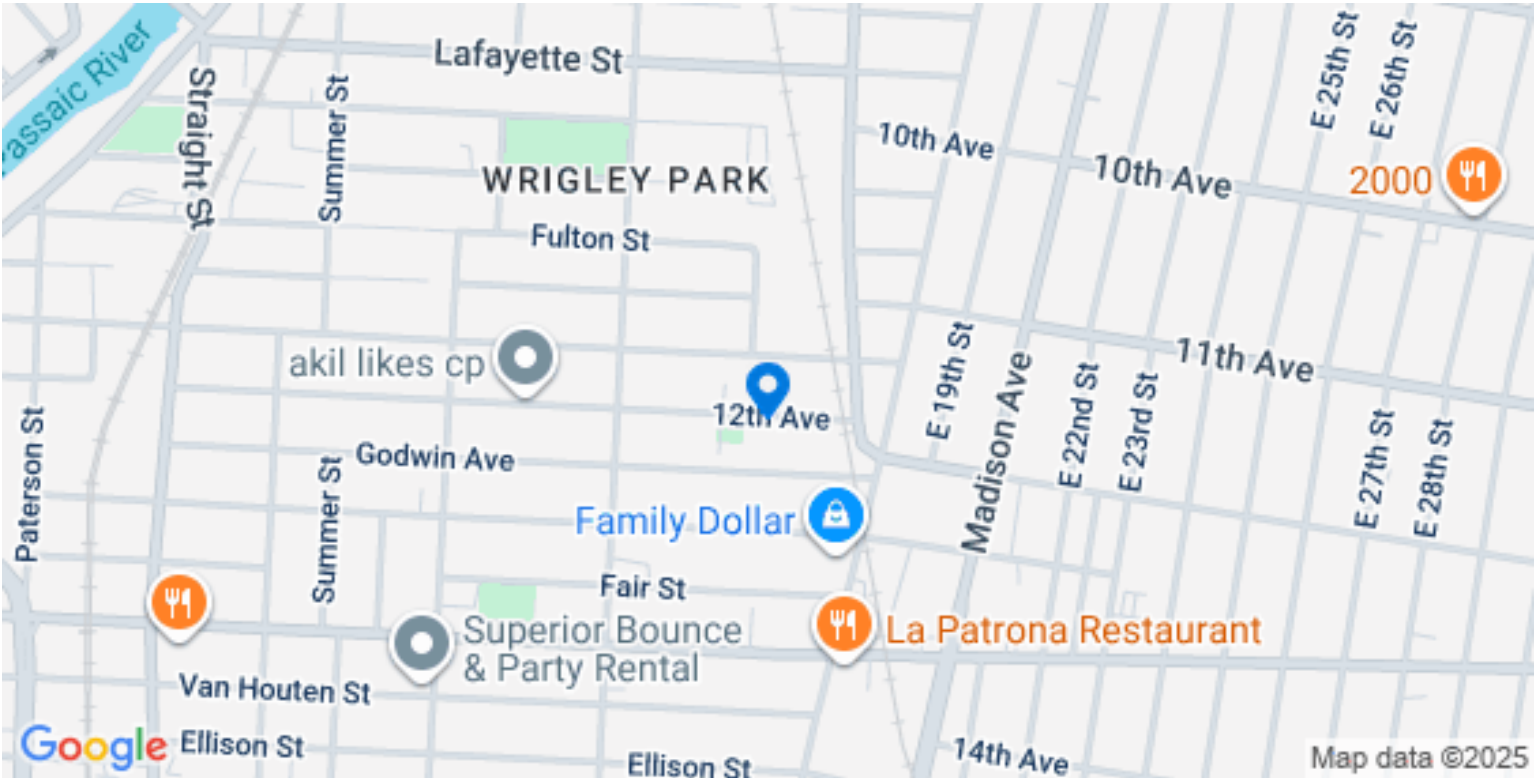 Passaic River
Lafayette St
Straight St
Summer St
E 25th St
E 26th St
10th Ave
10th Ave
2000
WRIGLEY PARK
Fulton St
akil likes cp
11th Ave
E 19th St
Madison Ave
E 22nd St
E 23rd St
12th Ave
Paterson St
Godwin Ave
Summer St
E 27th St
E 28th St
Family Dollar
Fair St
Superior Bounce
& Party Rental
La Patrona Restaurant
Van Houten St
Google
Ellison St
Ellison St
14th Ave
Map data ©2025